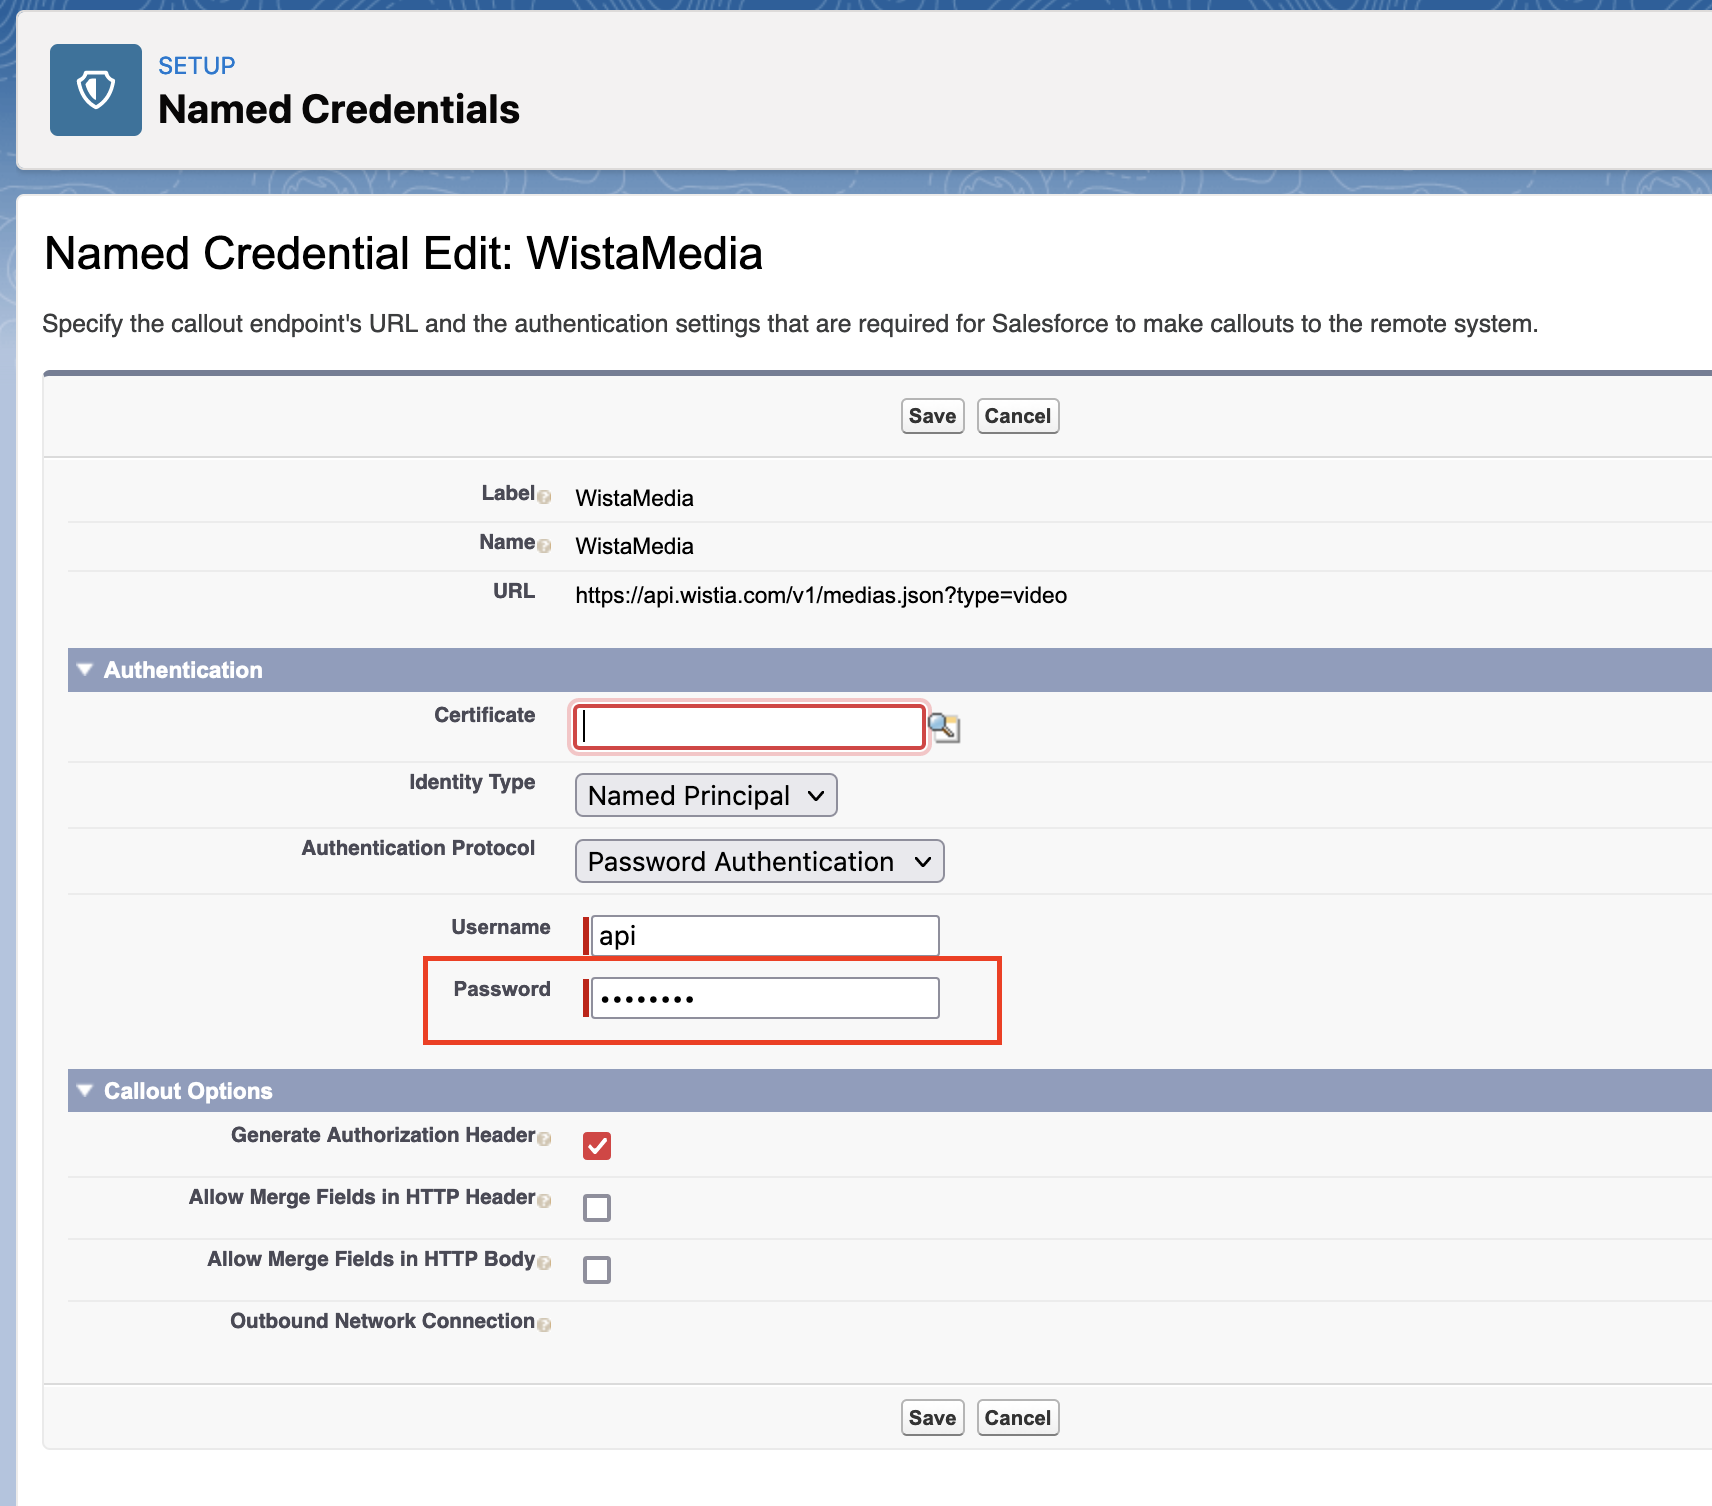 SETUP
Named Credentials
Named Credential Edit: WistaMedia
Specify the callout endpoint's URL and the authentication settings that are required for Salesforce to make callouts to the remote system.
Save Cancel
Label ? WistaMedia
Name ? WistaMedia
URL https://api.wistia.com/v1/medias.json?type=video
Authentication
Certificate
Identity Type Named Principal
Authentication Protocol Password Authentication
Username api
Password ••••••••
Callout Options
Generate Authorization Header ?
Allow Merge Fields in HTTP Header ?
Allow Merge Fields in HTTP Body ?
Outbound Network Connection ?
Save Cancel